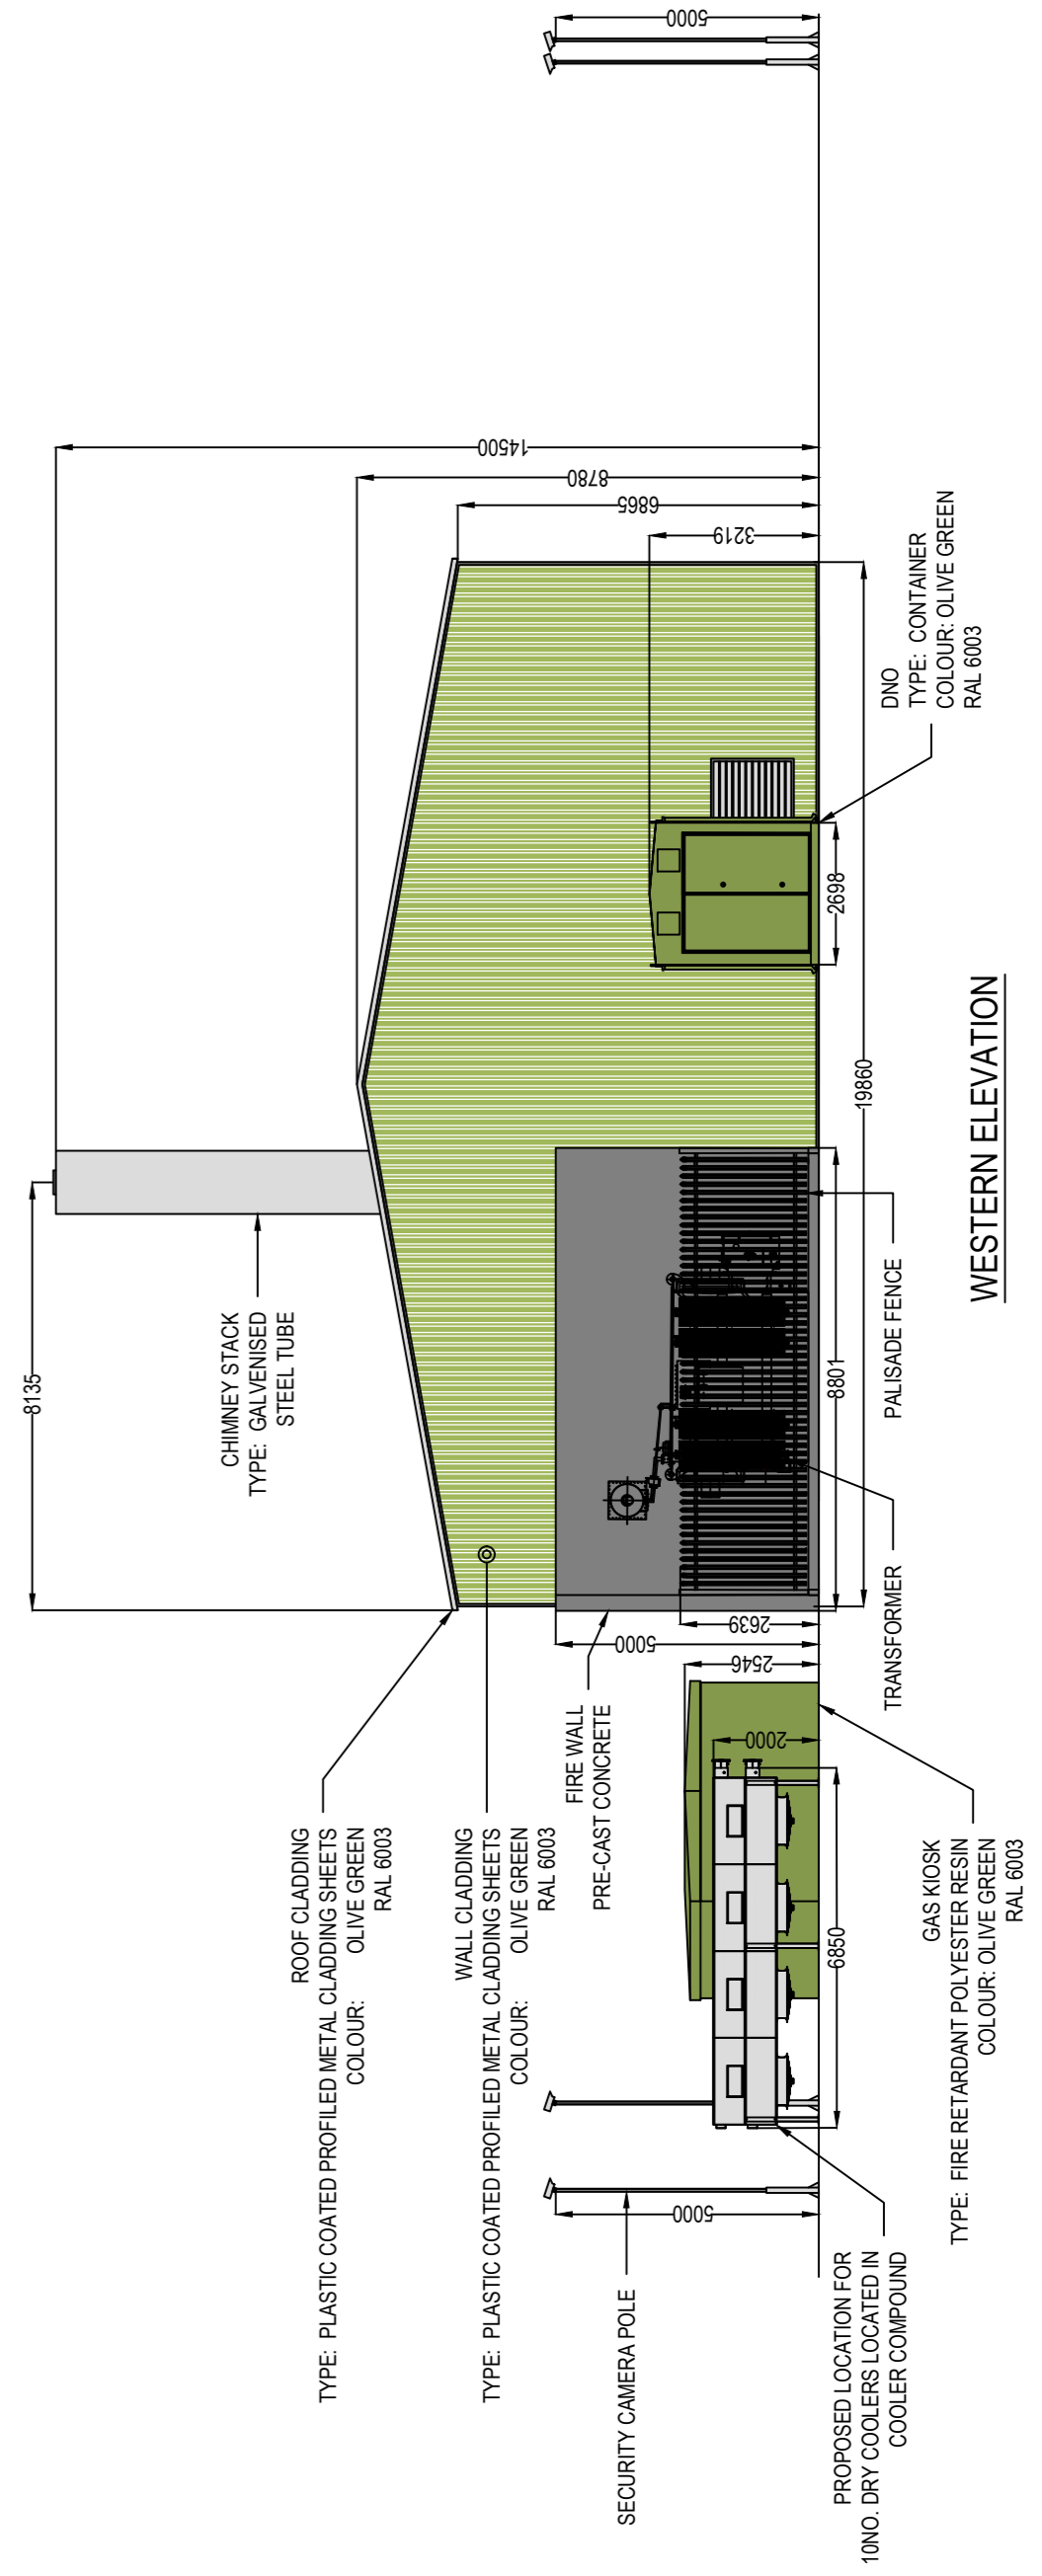 8135
CHIMNEY STACK
TYPE: GALVENISED
STEEL TUBE
ROOF CLADDING
TYPE: PLASTIC COATED PROFILED METAL CLADDING SHEETS
COLOUR: OLIVE GREEN
RAL 6003
WALL CLADDING
TYPE: PLASTIC COATED PROFILED METAL CLADDING SHEETS
COLOUR: OLIVE GREEN
RAL 6003
FIRE WALL
PRE-CAST CONCRETE
SECURITY CAMERA POLE
5000
2000
2546
5000
2639
3219
6865
8780
14500
5000
6850
8801
2698
19860
PROPOSED LOCATION FOR
10NO. DRY COOLERS LOCATED IN
COOLER COMPOUND
GAS KIOSK
TYPE: FIRE RETARDANT POLYESTER RESIN
COLOUR: OLIVE GREEN
RAL 6003
TRANSFORMER
PALISADE FENCE
DNO
TYPE: CONTAINER
COLOUR: OLIVE GREEN
RAL 6003
WESTERN ELEVATION